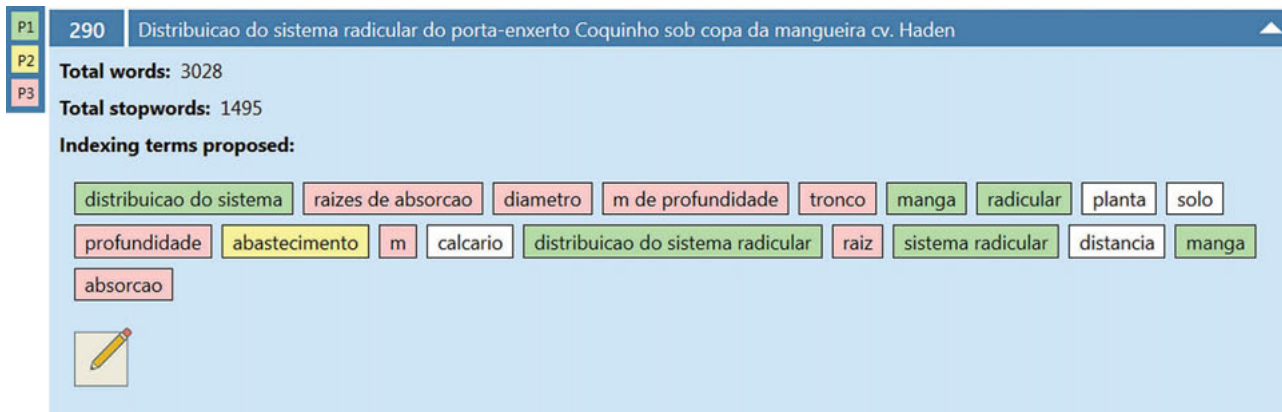 P1
P2
P3
290 Distribuicao do sistema radicular do porta-enxerto Coquinho sob copa da mangueira cv. Haden
Total words: 3028
Total stopwords: 1495
Indexing terms proposed:
distribuicao do sistema raizes de absorcao diametro m de profundidade tronco manga radicular planta solo
profundidade abastecimento m calcario distribuicao do sistema radicular raiz sistema radicular distancia manga
absorcao